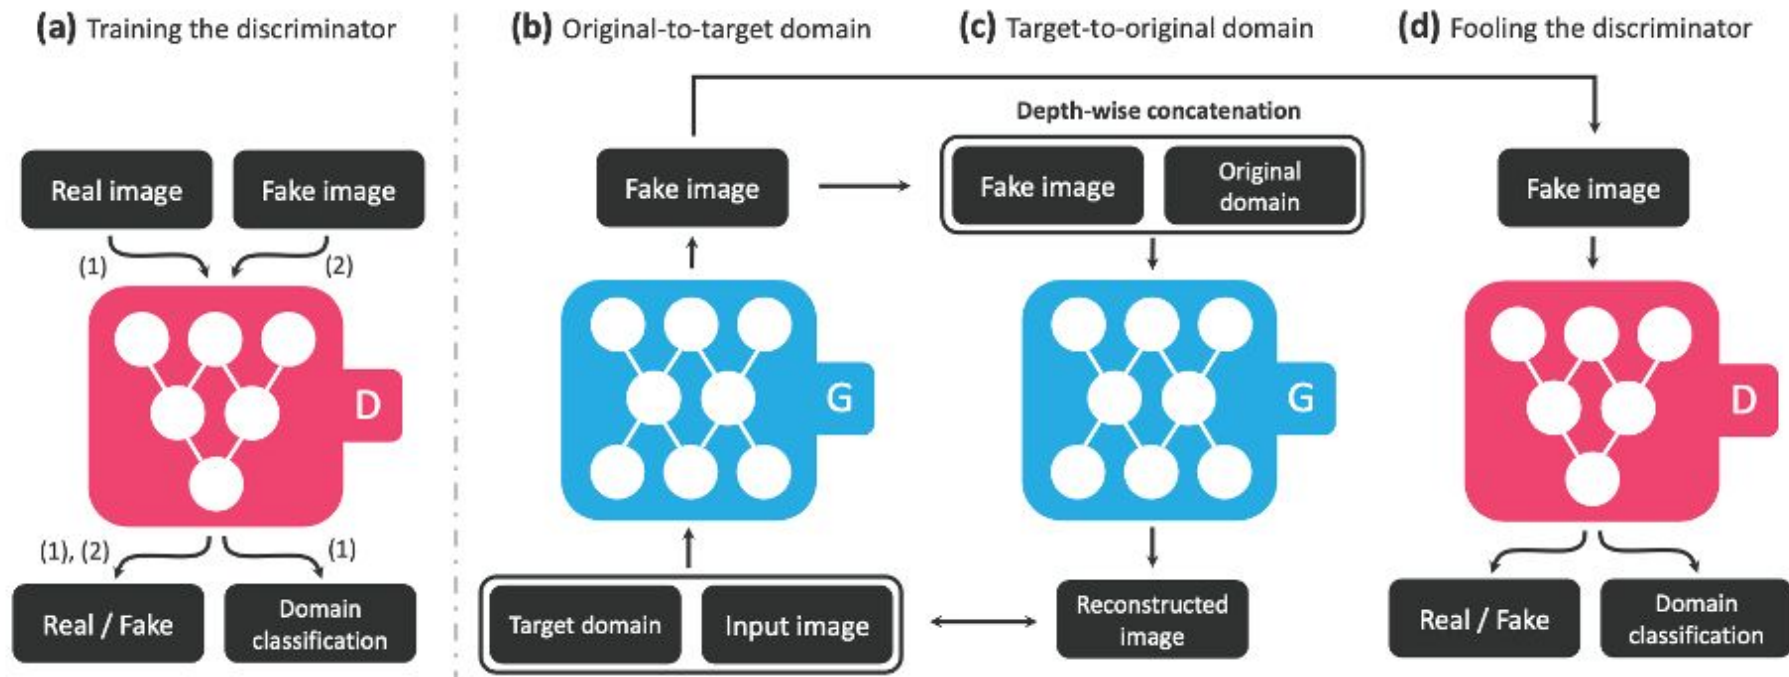 (a) Training the discriminator
(b) Original-to-target domain
(c) Target-to-original domain
(d) Fooling the discriminator
Depth-wise concatenation
Real image
Fake image
(1)
(2)
D
(1), (2)
(1)
Real / Fake
Domain
classification
Fake image
G
Target domain
Input image
Fake image
Original
domain
G
Reconstructed
image
Fake image
D
Real / Fake
Domain
classification